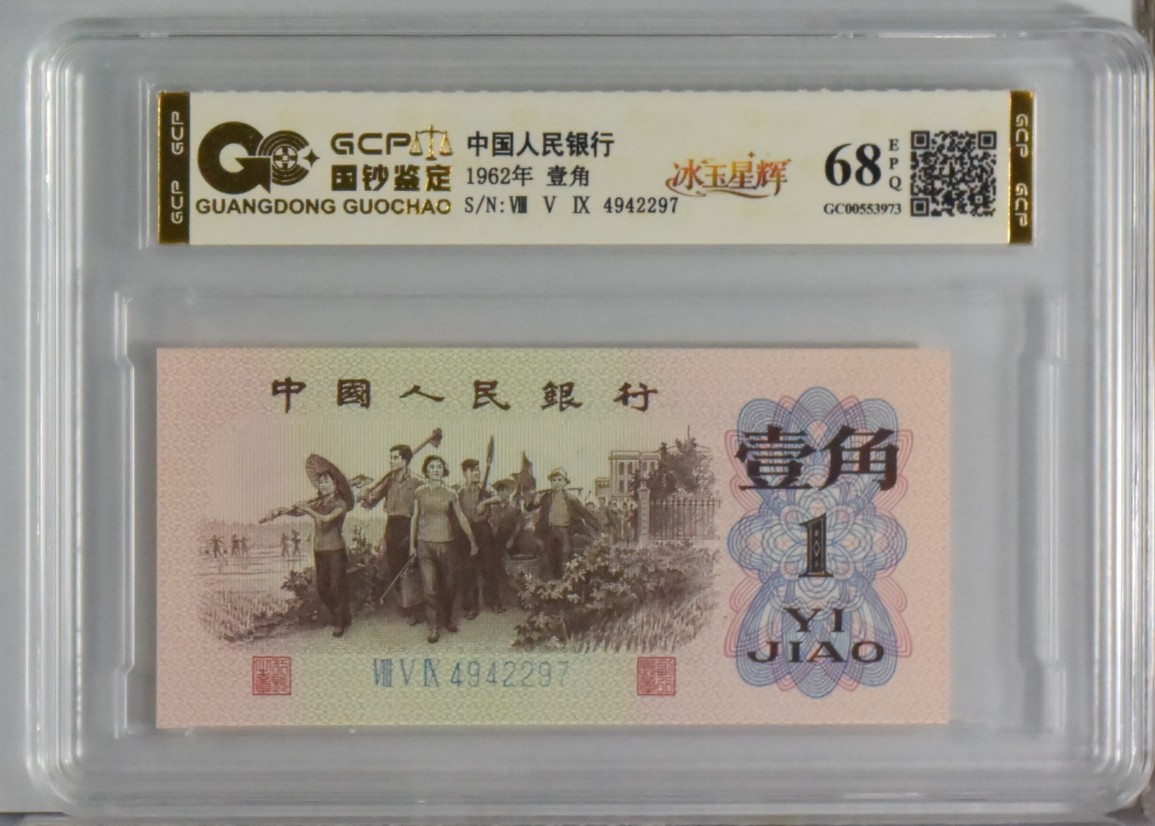 GCP
GCP
GC
GCP
国钞鉴定
GUANGDONG GUOCHAO
中国人民银行
1962年 壹角
S/N:Ⅷ Ⅴ Ⅸ 4942297
冰玉星辉
68
EPQ
GC00553973
GCP
GCP
中國人民銀行
壹角
1
YI
JIAO
Ⅷ Ⅴ Ⅸ 4942297